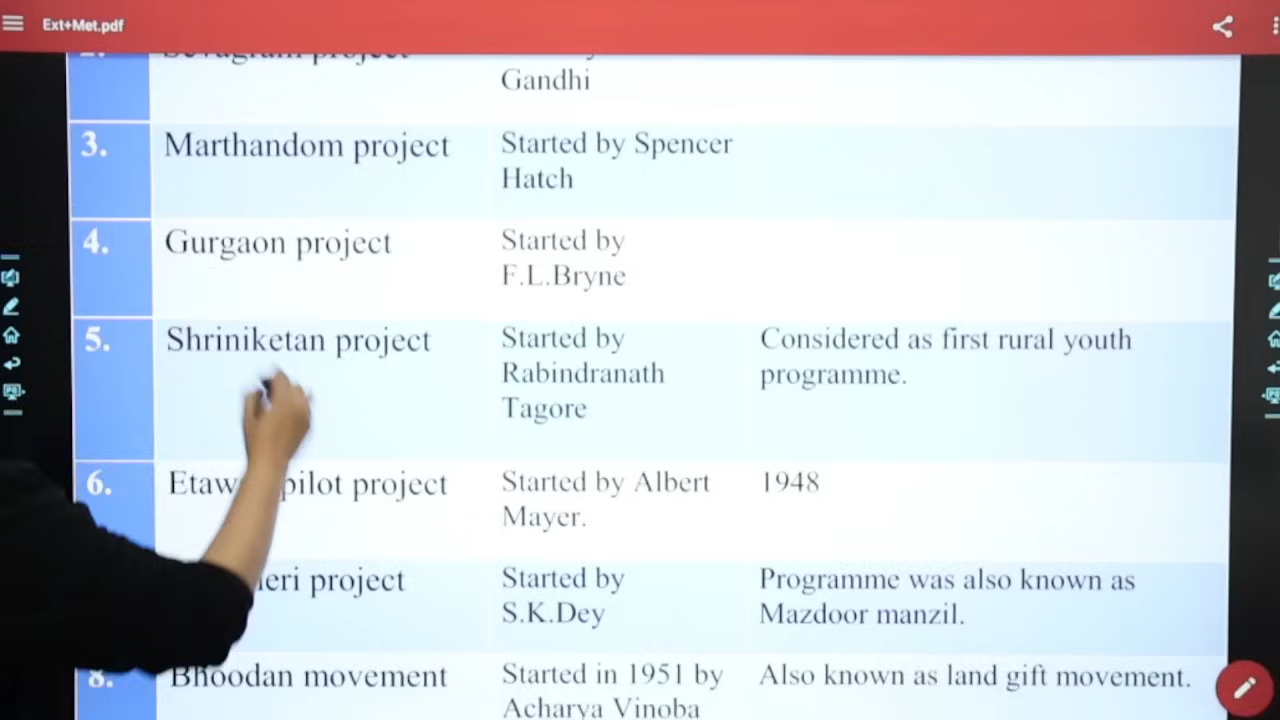 Ext+Met.pdf
2. Sevagram project
Gandhi
3. Marthandom project Started by Spencer
Hatch
4. Gurgaon project Started by
F.L.Bryne
5. Shriniketan project Started by Considered as first rural youth
Rabindranath programme.
Tagore
6. pilot project Started by Albert 1948
Mayer.
project Started by Programme was also known as
S.K.Dey Mazdoor manzil.
8. Bhoodan movement Started in 1951 by Also known as land gift movement.
Acharya Vinoba